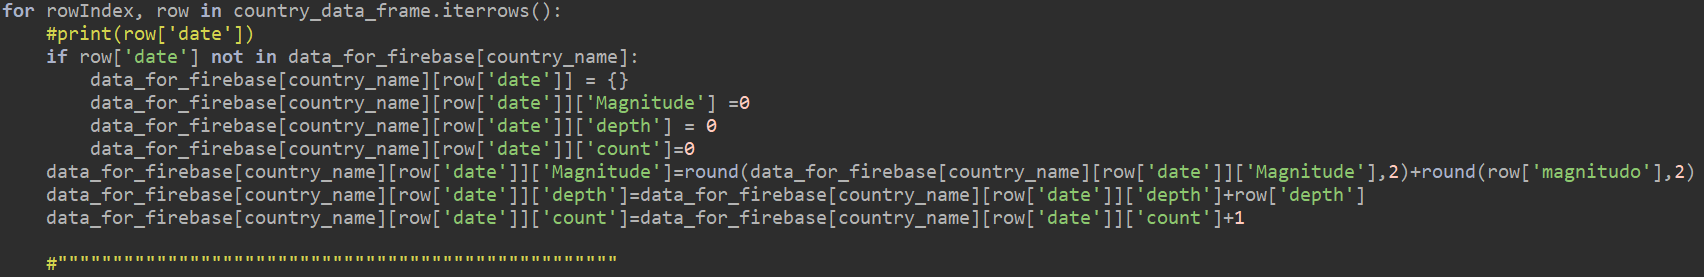 for rowIndex, row in country_data_frame.iterrows():
    #print(row['date'])
    if row['date'] not in data_for_firebase[country_name]:
        data_for_firebase[country_name][row['date']] = {}
        data_for_firebase[country_name][row['date']]['Magnitude'] =0
        data_for_firebase[country_name][row['date']]['depth'] = 0
        data_for_firebase[country_name][row['date']]['count']=0
    data_for_firebase[country_name][row['date']]['Magnitude']=round(data_for_firebase[country_name][row['date']]['Magnitude'],2)+round(row['magnitudo'],2)
    data_for_firebase[country_name][row['date']]['depth']=data_for_firebase[country_name][row['date']]['depth']+row['depth']
    data_for_firebase[country_name][row['date']]['count']=data_for_firebase[country_name][row['date']]['count']+1
    #"""""""""""""""""""""""""""""""""""""""""""""""""""